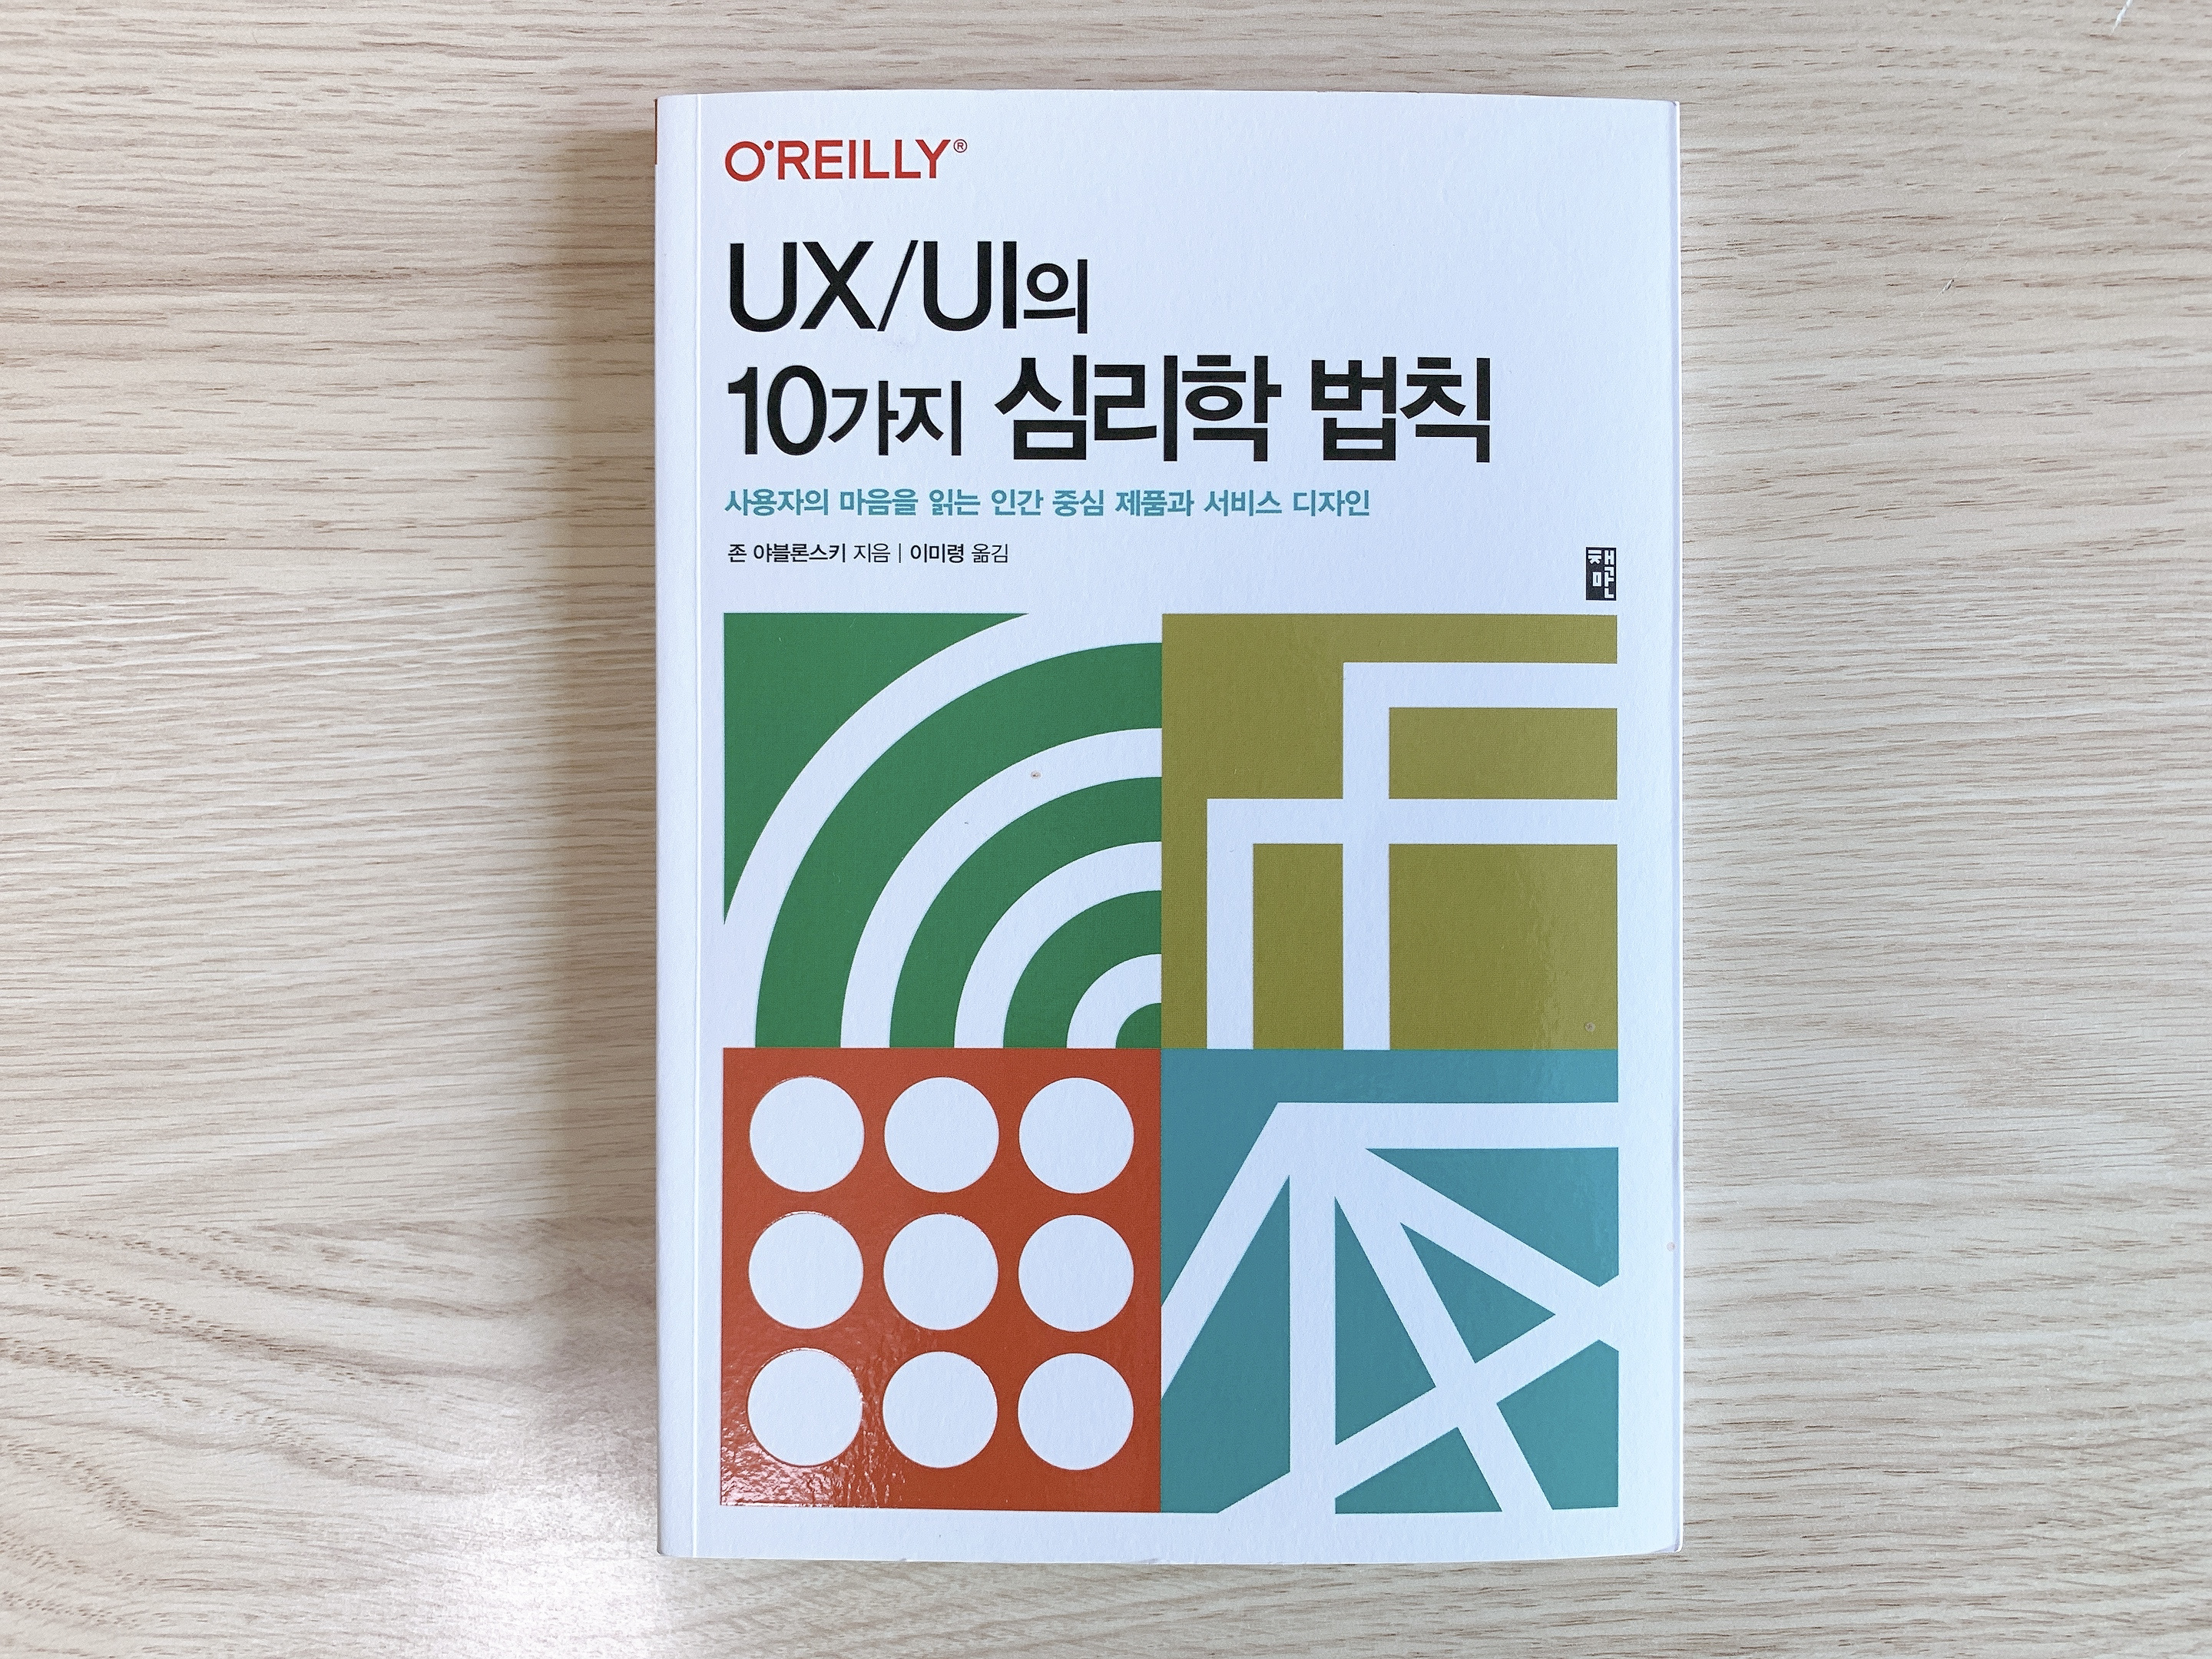 O'REILLY®
UX/UI의
10가지 심리학 법칙
사용자의 마음을 읽는 인간 중심 제품과 서비스 디자인
존 야블론스키 지음 | 이미령 옮김
책만